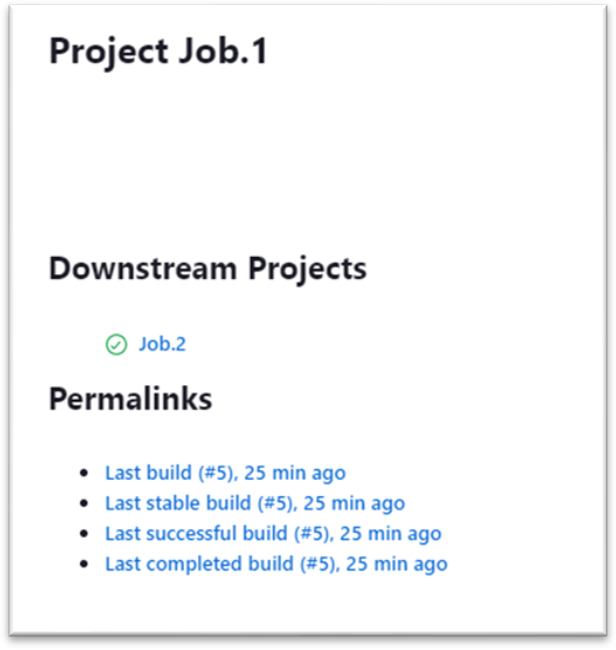 Project Job.1
Downstream Projects
Job.2
Permalinks
Last build (#5), 25 min ago
Last stable build (#5), 25 min ago
Last successful build (#5), 25 min ago
Last completed build (#5), 25 min ago